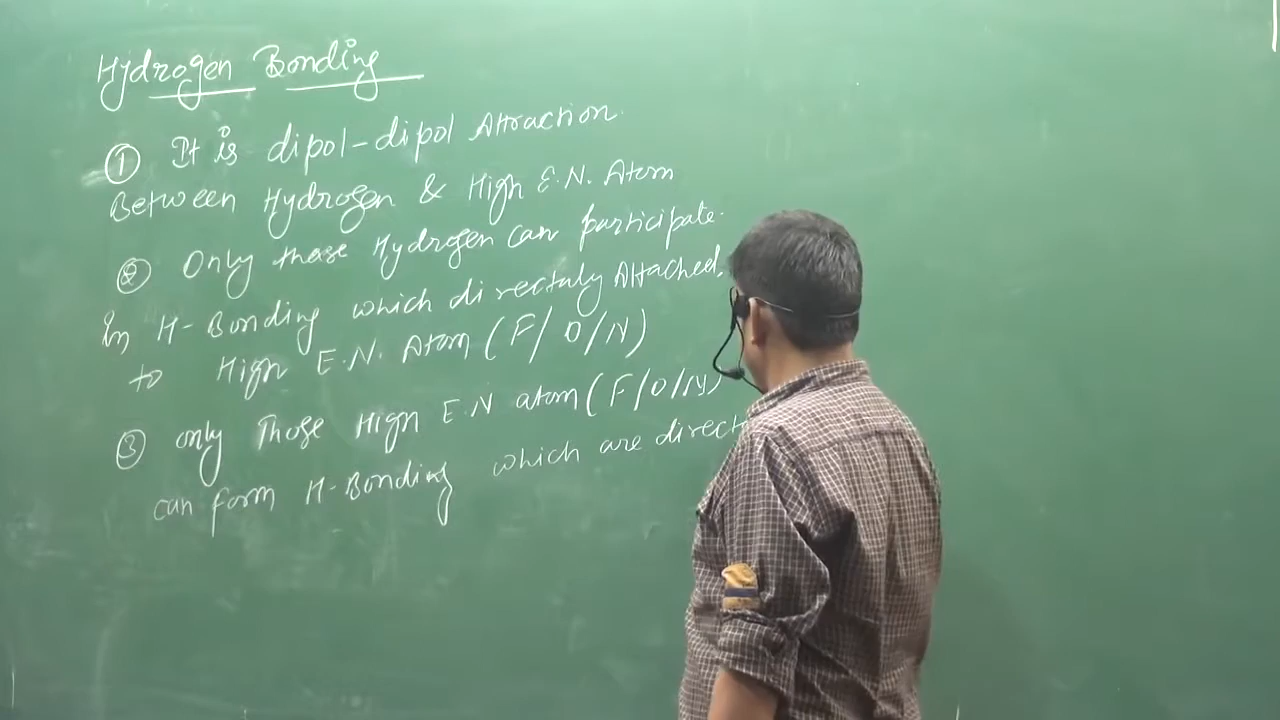 Hydrogen Bonding
① It is dipol-dipol Attraction.
Between Hydrogen & High E.N. Atom
② Only those Hydrogen can participate.
In H-Bonding which directaly Attached.
to High E.N. Atom (F/O/N)
③ only Those High E.N atom (F/O/N)
can form H-Bonding which are direct